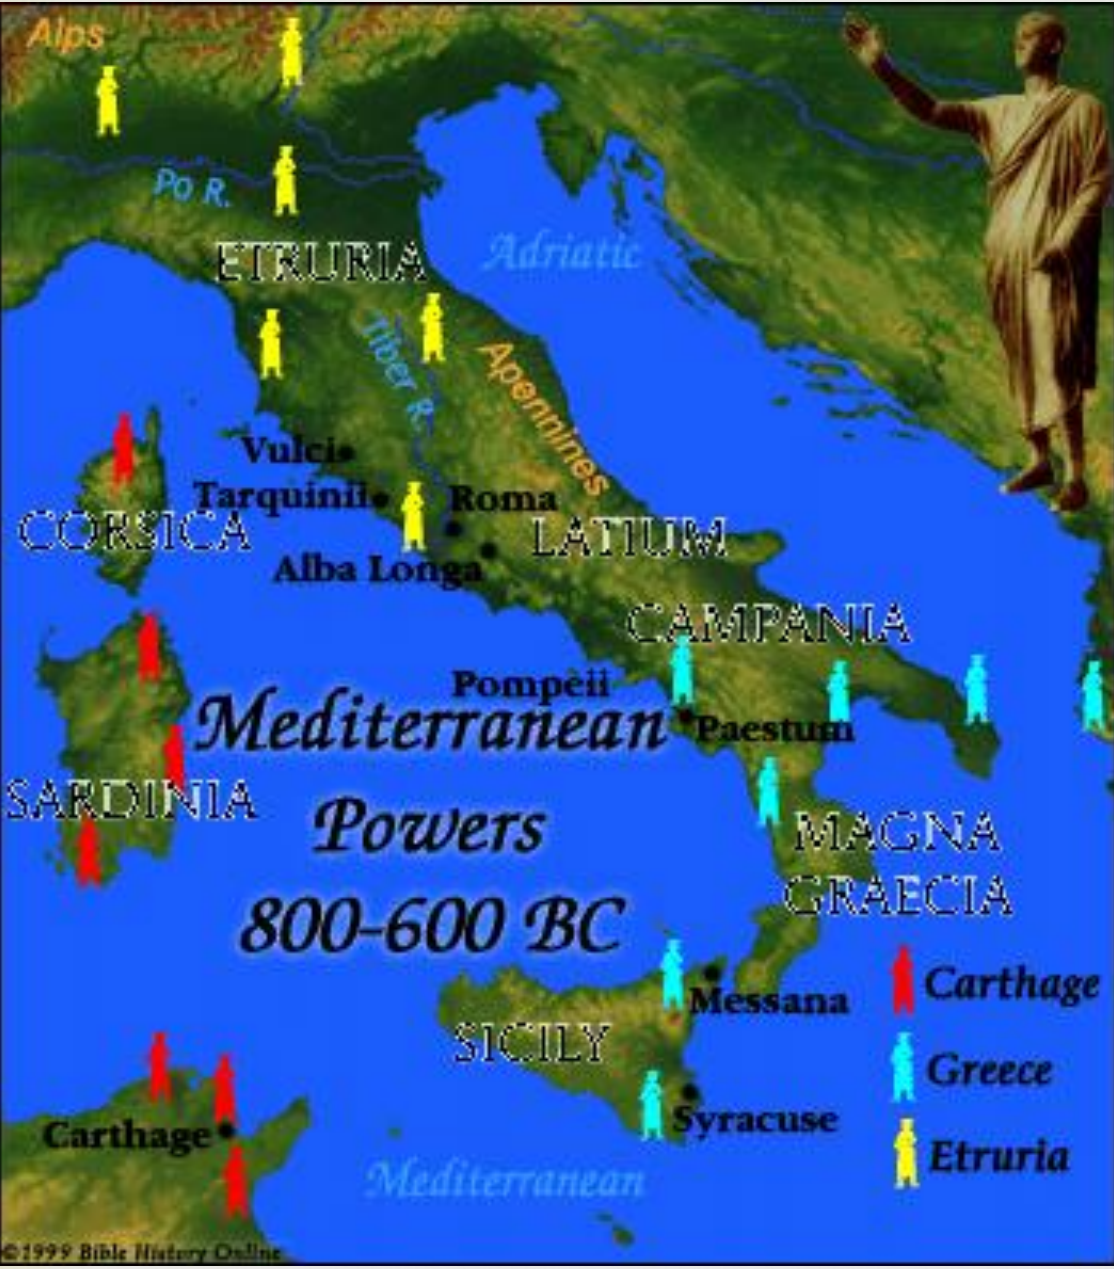 Alps
Po R.
ETRURIA
Adriatic
Tiber R.
Apennines
Vulci
Tarquinii
Roma
CORSICA
LATIUM
Alba Longa
CAMPANIA
Pompeii
Mediterranean
Paestum
SARDINIA
Powers
MAGNA
GRAECIA
800-600 BC
Carthage
Messana
SICILY
Greece
Syracuse
Carthage
Etruria
Mediterranean
©1999 Bible History Online